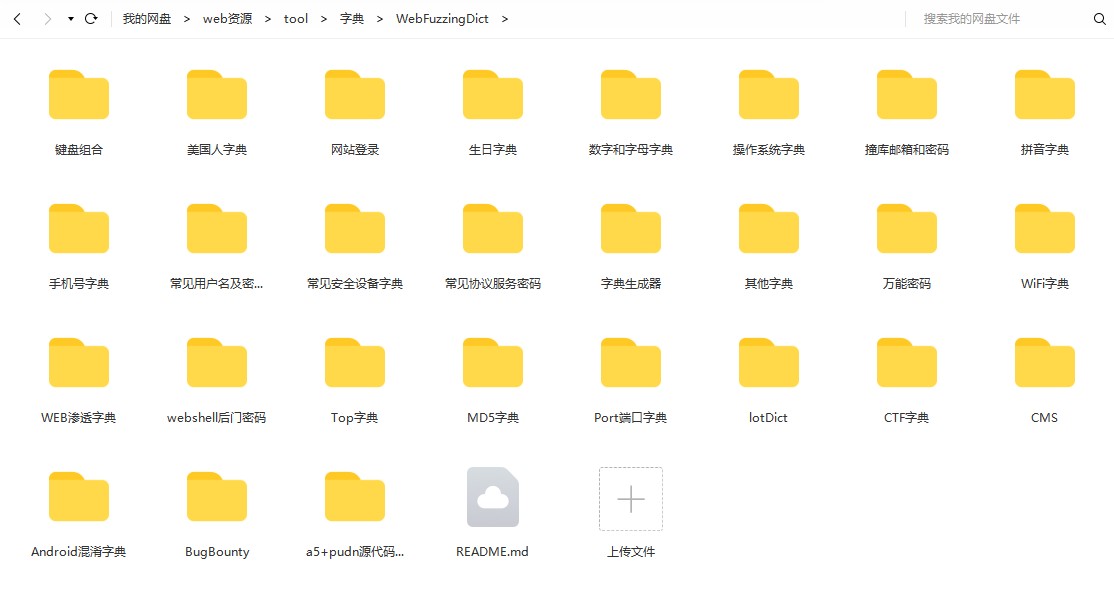 我的网盘 > web资源 > tool > 字典 > WebFuzzingDict > 搜索我的网盘文件
键盘组合 美国人字典 网站登录 生日字典 数字和字母字典 操作系统字典 撞库邮箱和密码 拼音字典
手机号字典 常见用户名及密... 常见安全设备字典 常见协议服务密码 字典生成器 其他字典 万能密码 WiFi字典
WEB渗透字典 webshell后门密码 Top字典 MD5字典 Port端口字典 lotDict CTF字典 CMS
Android混淆字典 BugBounty a5+pudn源代码... README.md 上传文件